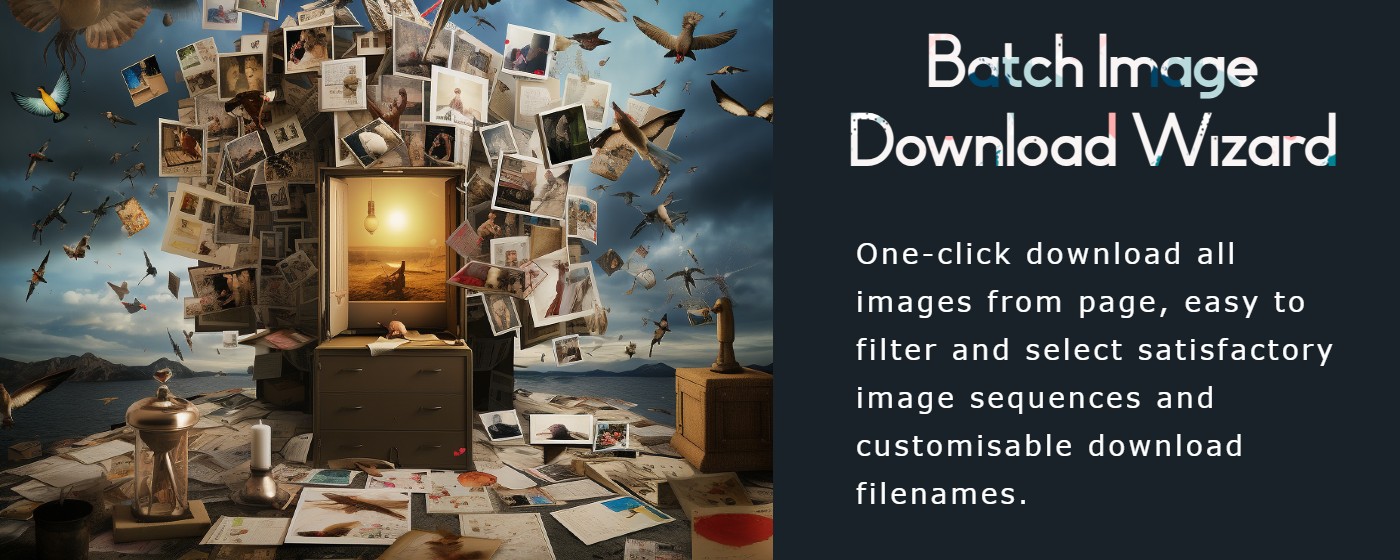 Batch Image
Download Wizard
One-click download all
images from page, easy to
filter and select satisfactory
image sequences and
customisable download
filenames.